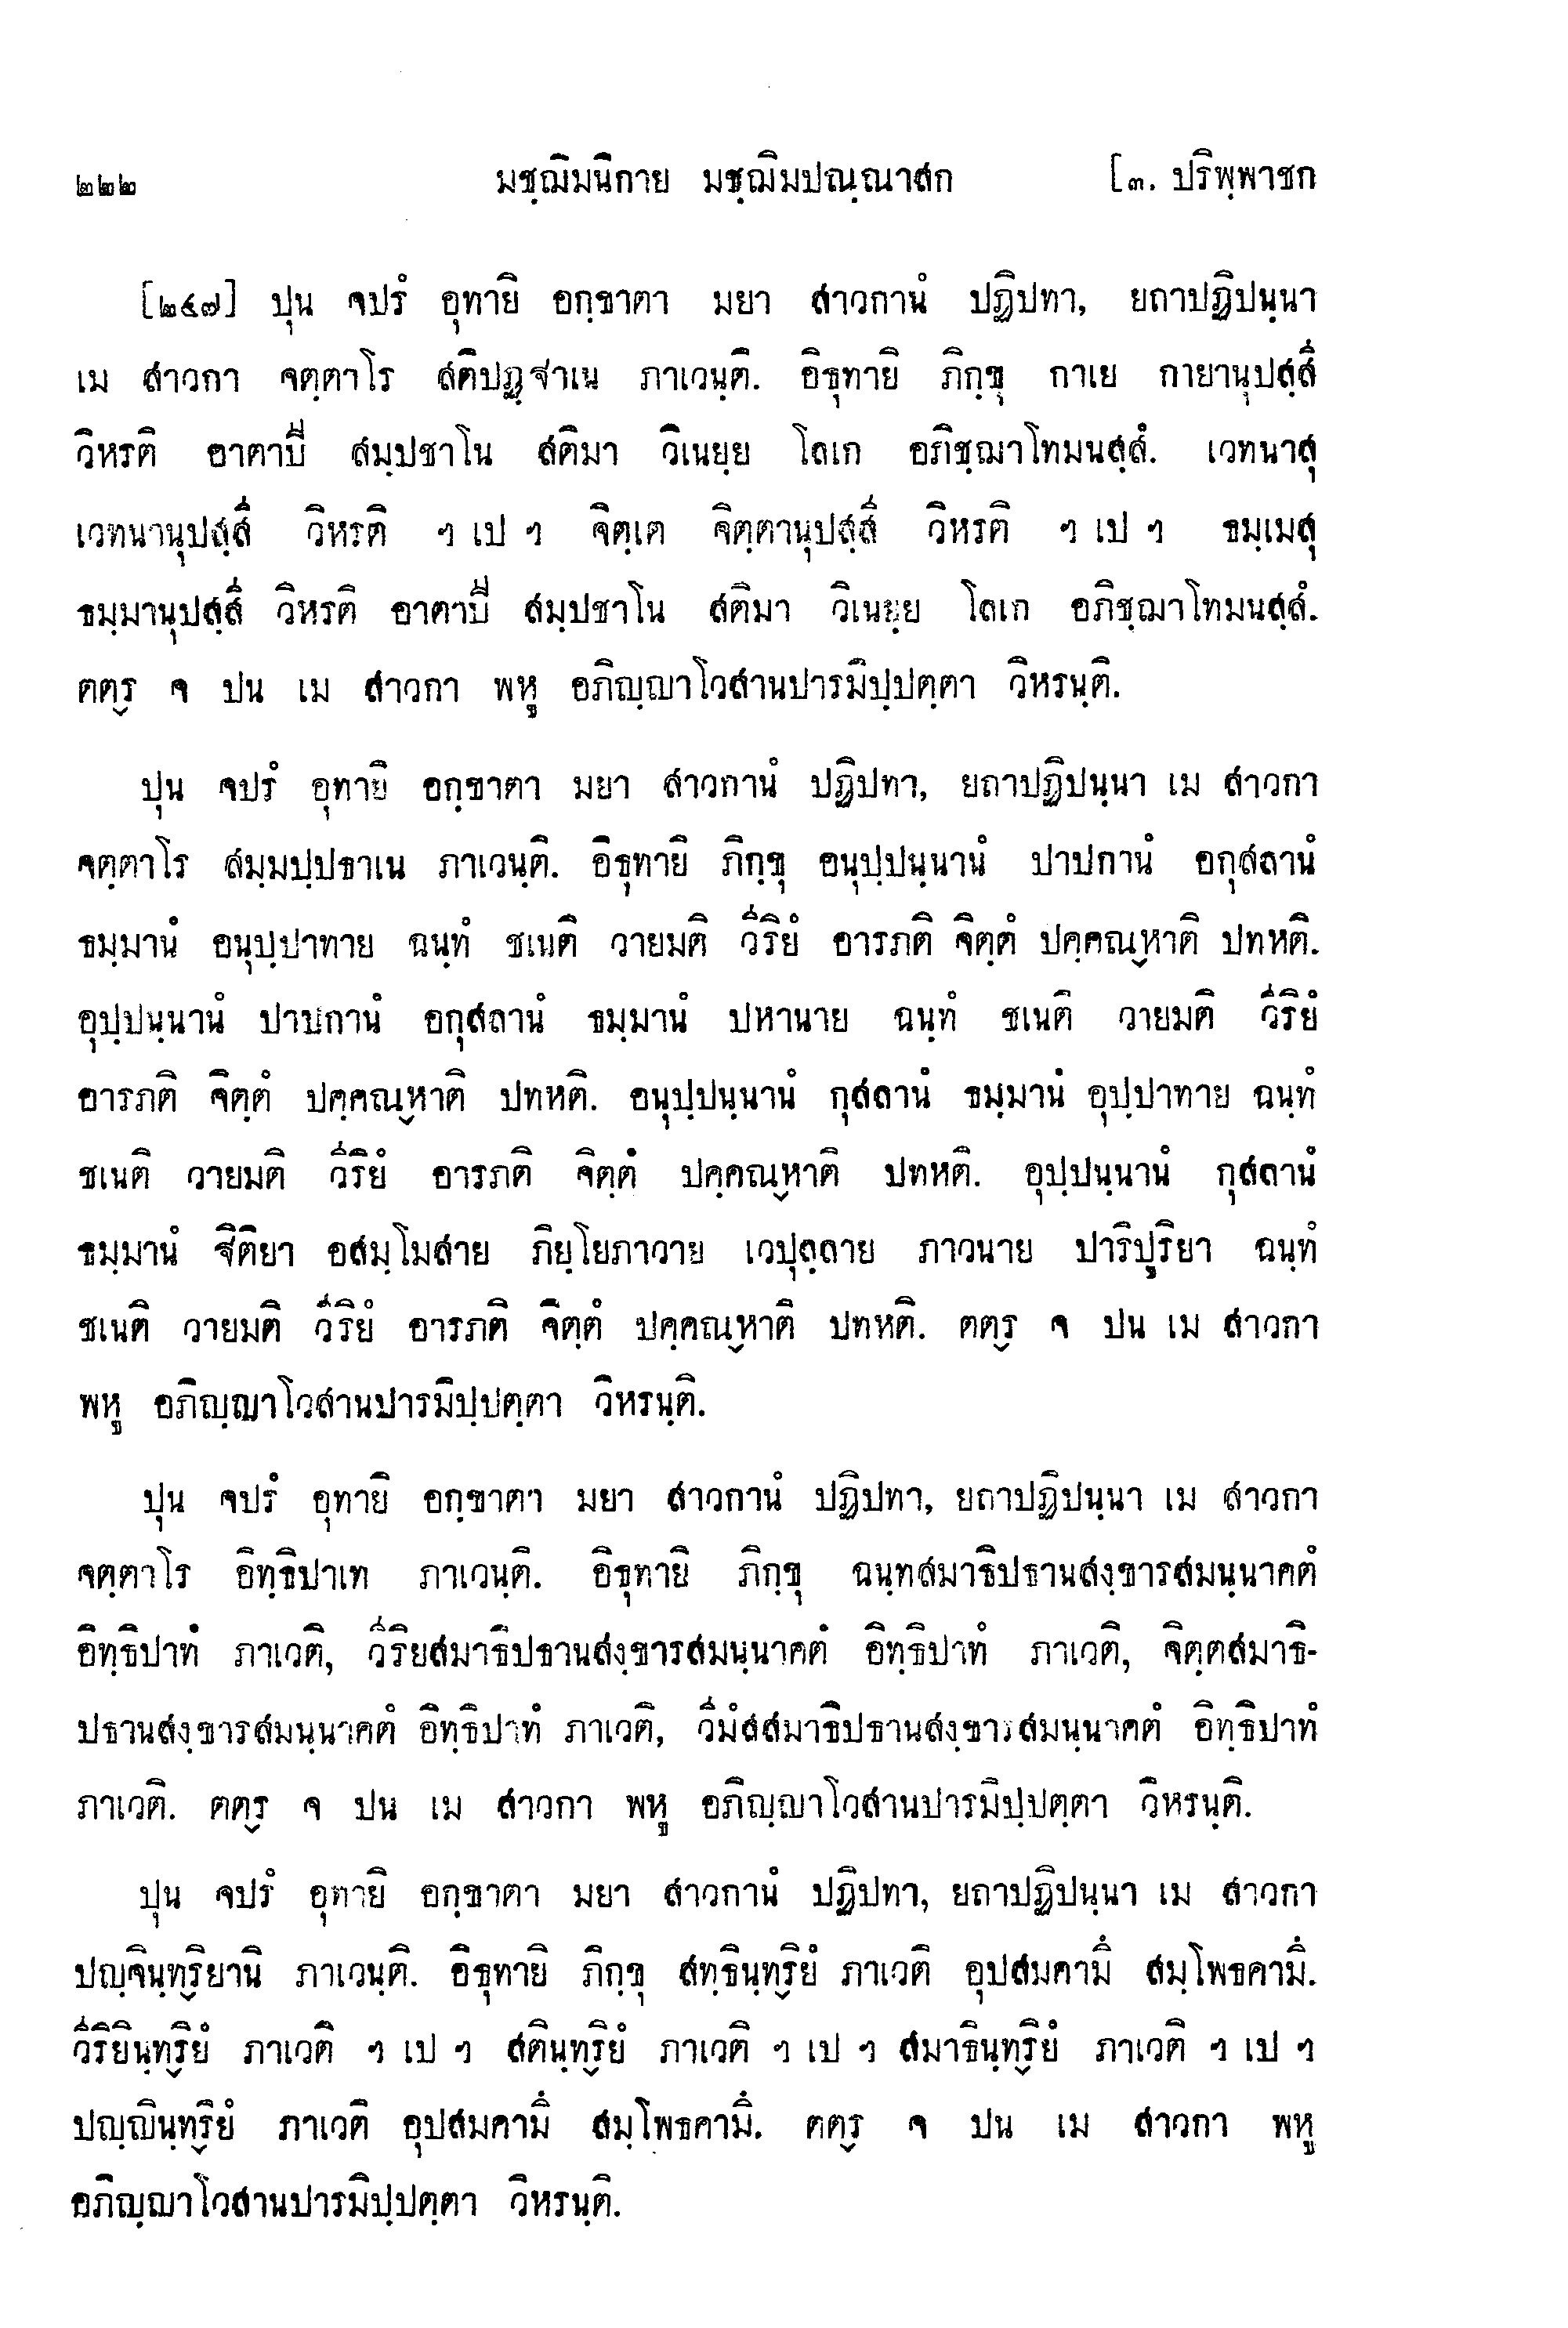 ๒๒๒ มชฺฌิมนิกาย มชฺฌิมปณฺณาสก [๓. ปริพฺพาชก
[๒๔๗] ปุน จปรํ อุทายิ อกฺขาตา มยา สาวกานํ ปฏิปทา, ยถาปฏิปนฺนา
เม สาวกา จตฺตาโร สติปฏฺฐาเน ภาเวนฺติ. อิธุทายิ ภิกฺขุ กาเย กายานุปสฺสี
วิหรติ อาตาปี สมฺปชาโน สติมา วิเนยฺย โลเก อภิชฺฌาโทมนสฺสํ. เวทนาสุ
เวทนานุปสฺสี วิหรติ ฯ เป ฯ จิตฺเต จิตฺตานุปสฺสี วิหรติ ฯ เป ฯ ธมฺเมสุ
ธมฺมานุปสฺสี วิหรติ อาตาปี สมฺปชาโน สติมา วิเนยฺย โลเก อภิชฺฌาโทมนสฺสํ.
ตตฺร จ ปน เม สาวกา พหู อภิญฺญาโวสานปารมิปฺปตฺตา วิหรนฺติ.
ปุน จปรํ อุทายิ อกฺขาตา มยา สาวกานํ ปฏิปทา, ยถาปฏิปนฺนา เม สาวกา
จตฺตาโร สมฺมปฺปธาเน ภาเวนฺติ. อิธุทายิ ภิกฺขุ อนุปฺปนฺนานํ ปาปกานํ อกุสลานํ
ธมฺมานํ อนุปฺปาทาย ฉนฺทํ ชเนติ วายมติ วีริยํ อารภติ จิตฺตํ ปคฺคณฺหาติ ปทหติ.
อุปฺปนฺนานํ ปาปกานํ อกุสลานํ ธมฺมานํ ปหานาย ฉนฺทํ ชเนติ วายมติ วีริยํ
อารภติ จิตฺตํ ปคฺคณฺหาติ ปทหติ. อนุปฺปนฺนานํ กุสลานํ ธมฺมานํ อุปฺปาทาย ฉนฺทํ
ชเนติ วายมติ วีริยํ อารภติ จิตฺตํ ปคฺคณฺหาติ ปทหติ. อุปฺปนฺนานํ กุสลานํ
ธมฺมานํ ฐิติยา อสมฺโมสาย ภิยฺโยภาวาย เวปุลฺลาย ภาวนาย ปาริปูริยา ฉนฺทํ
ชเนติ วายมติ วีริยํ อารภติ จิตฺตํ ปคฺคณฺหาติ ปทหติ. ตตฺร จ ปน เม สาวกา
พหู อภิญฺญาโวสานปารมิปฺปตฺตา วิหรนฺติ.
ปุน จปรํ อุทายิ อกฺขาตา มยา สาวกานํ ปฏิปทา, ยถาปฏิปนฺนา เม สาวกา
จตฺตาโร อิทฺธิปาเท ภาเวนฺติ. อิธุทายิ ภิกฺขุ ฉนฺทสมาธิปธานสงฺขารสมนฺนาคตํ
อิทฺธิปาทํ ภาเวติ, วีริยสมาธิปธานสงฺขารสมนฺนาคตํ อิทฺธิปาทํ ภาเวติ, จิตฺตสมาธิ-
ปธานสงฺขารสมนฺนาคตํ อิทฺธิปาทํ ภาเวติ, วีมํสสมาธิปธานสงฺขารสมนฺนาคตํ อิทฺธิปาทํ
ภาเวติ. ตตฺร จ ปน เม สาวกา พหู อภิญฺญาโวสานปารมิปฺปตฺตา วิหรนฺติ.
ปุน จปรํ อุทายิ อกฺขาตา มยา สาวกานํ ปฏิปทา, ยถาปฏิปนฺนา เม สาวกา
ปญฺจินฺทฺริยานิ ภาเวนฺติ. อิธุทายิ ภิกฺขุ สทฺธินฺทฺริยํ ภาเวติ อุปสมคามึ สมฺโพธคามึ.
วีริยินฺทฺริยํ ภาเวติ ฯ เป ฯ สตินฺทฺริยํ ภาเวติ ฯ เป ฯ สมาธินฺทฺริยํ ภาเวติ ฯ เป ฯ
ปญฺญินฺทฺริยํ ภาเวติ อุปสมคามึ สมฺโพธคามึ. ตตฺร จ ปน เม สาวกา พหู
อภิญฺญาโวสานปารมิปฺปตฺตา วิหรนฺติ.